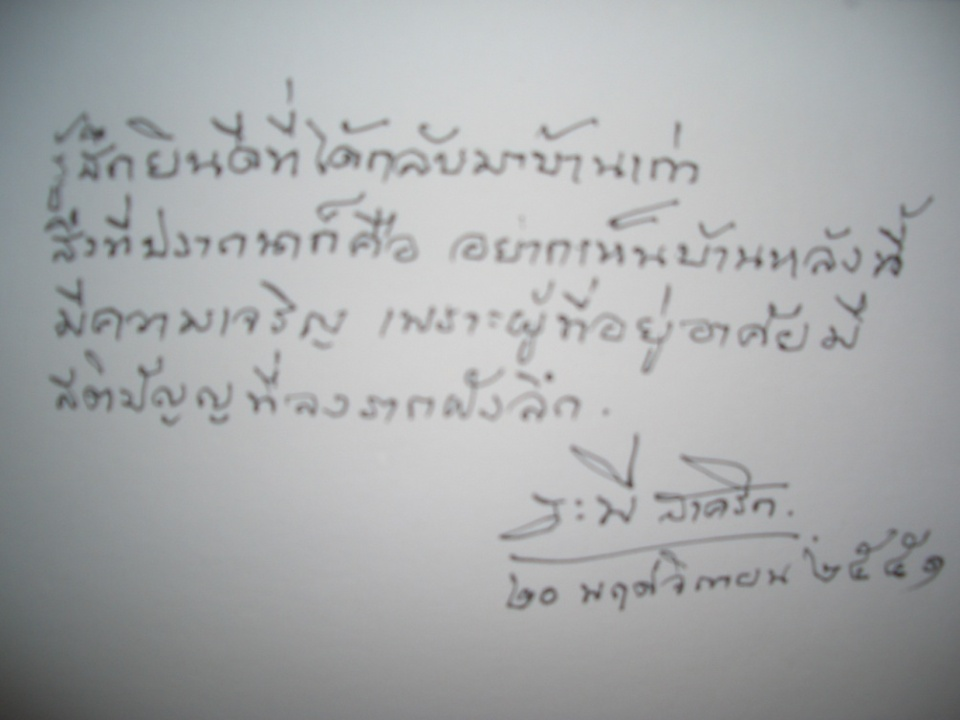 รู้สึกยินดีที่ได้กลับมาบ้านเก่า
สิ่งที่ปรารถนาก็คือ อยากเห็นบ้านหลังนี้
มีความเจริญ เพราะผู้ที่อยู่อาศัยมี
สติปัญญาที่ลงรากฝังลึก.
ระพี สาคริก.
๒๐ พฤศจิกายน ๒๕๕๑